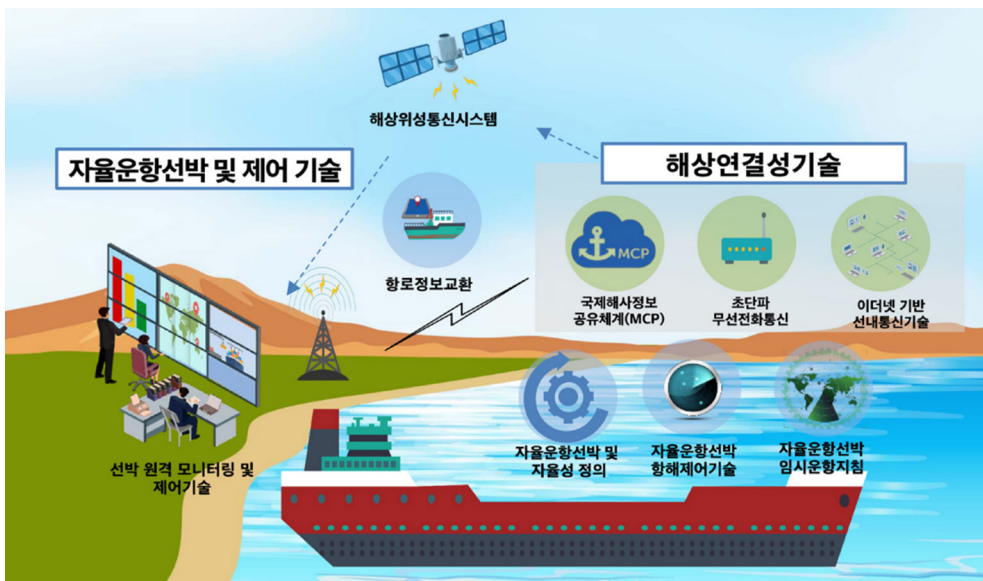 해상위성통신시스템
자율운항선박 및 제어 기술
해상연결성기술
MCP
항로정보교환
국제해사정보
공유체계(MCP)
초단파
무선전화통신
이더넷 기반
선내통신기술
선박 원격 모니터링 및
제어기술
자율운항선박 및
자율성 정의
자율운항선박
항해제어기술
자율운항선박
임시운항지침